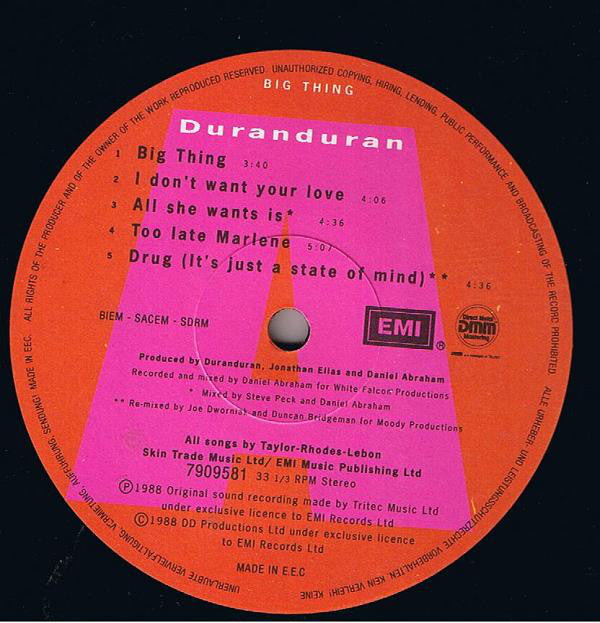 ALL RIGHTS OF THE PRODUCER AND OF THE OWNER OF THE WORK REPRODUCED RESERVED. UNAUTHORIZED COPYING, HIRING, LENDING, PUBLIC PERFORMANCE AND BROADCASTING OF THE RECORD PROHIBITED.
BIG THING
Duranduran
1 Big Thing 3:40
2 I don't want your love 4:06
3 All she wants is* 4:36
4 Too late Marlene 5:07
5 Drug (It's just a state of mind)** 4:36
BIEM - SACEM - SDRM
EMI ®
Direct Metal
DMM
Mastering
Produced by Duranduran, Jonathan Elias and Daniel Abraham
Recorded and mixed by Daniel Abraham for White Falcon Productions
* Mixed by Steve Peck and Daniel Abraham
** Re-mixed by Joe Dworniak and Duncan Bridgeman for Moody Productions
All songs by Taylor-Rhodes-Lebon
Skin Trade Music Ltd/ EMI Music Publishing Ltd
7909581 33 1/3 RPM Stereo
Ⓟ1988 Original sound recording made by Tritec Music Ltd
under exclusive licence to EMI Records Ltd
©1988 DD Productions Ltd under exclusive licence
to EMI Records Ltd
MADE IN E.E.C
ALLE URHEBER- UND LEISTUNGSSCHUTZRECHTE VORBEHALTEN. KEIN VERLEIH! KEINE
UNERLAUBTE VERVIELFÄLTIGUNG, VERMIETUNG, AUFFÜHRUNG, SENDUNG! MADE IN EEC.